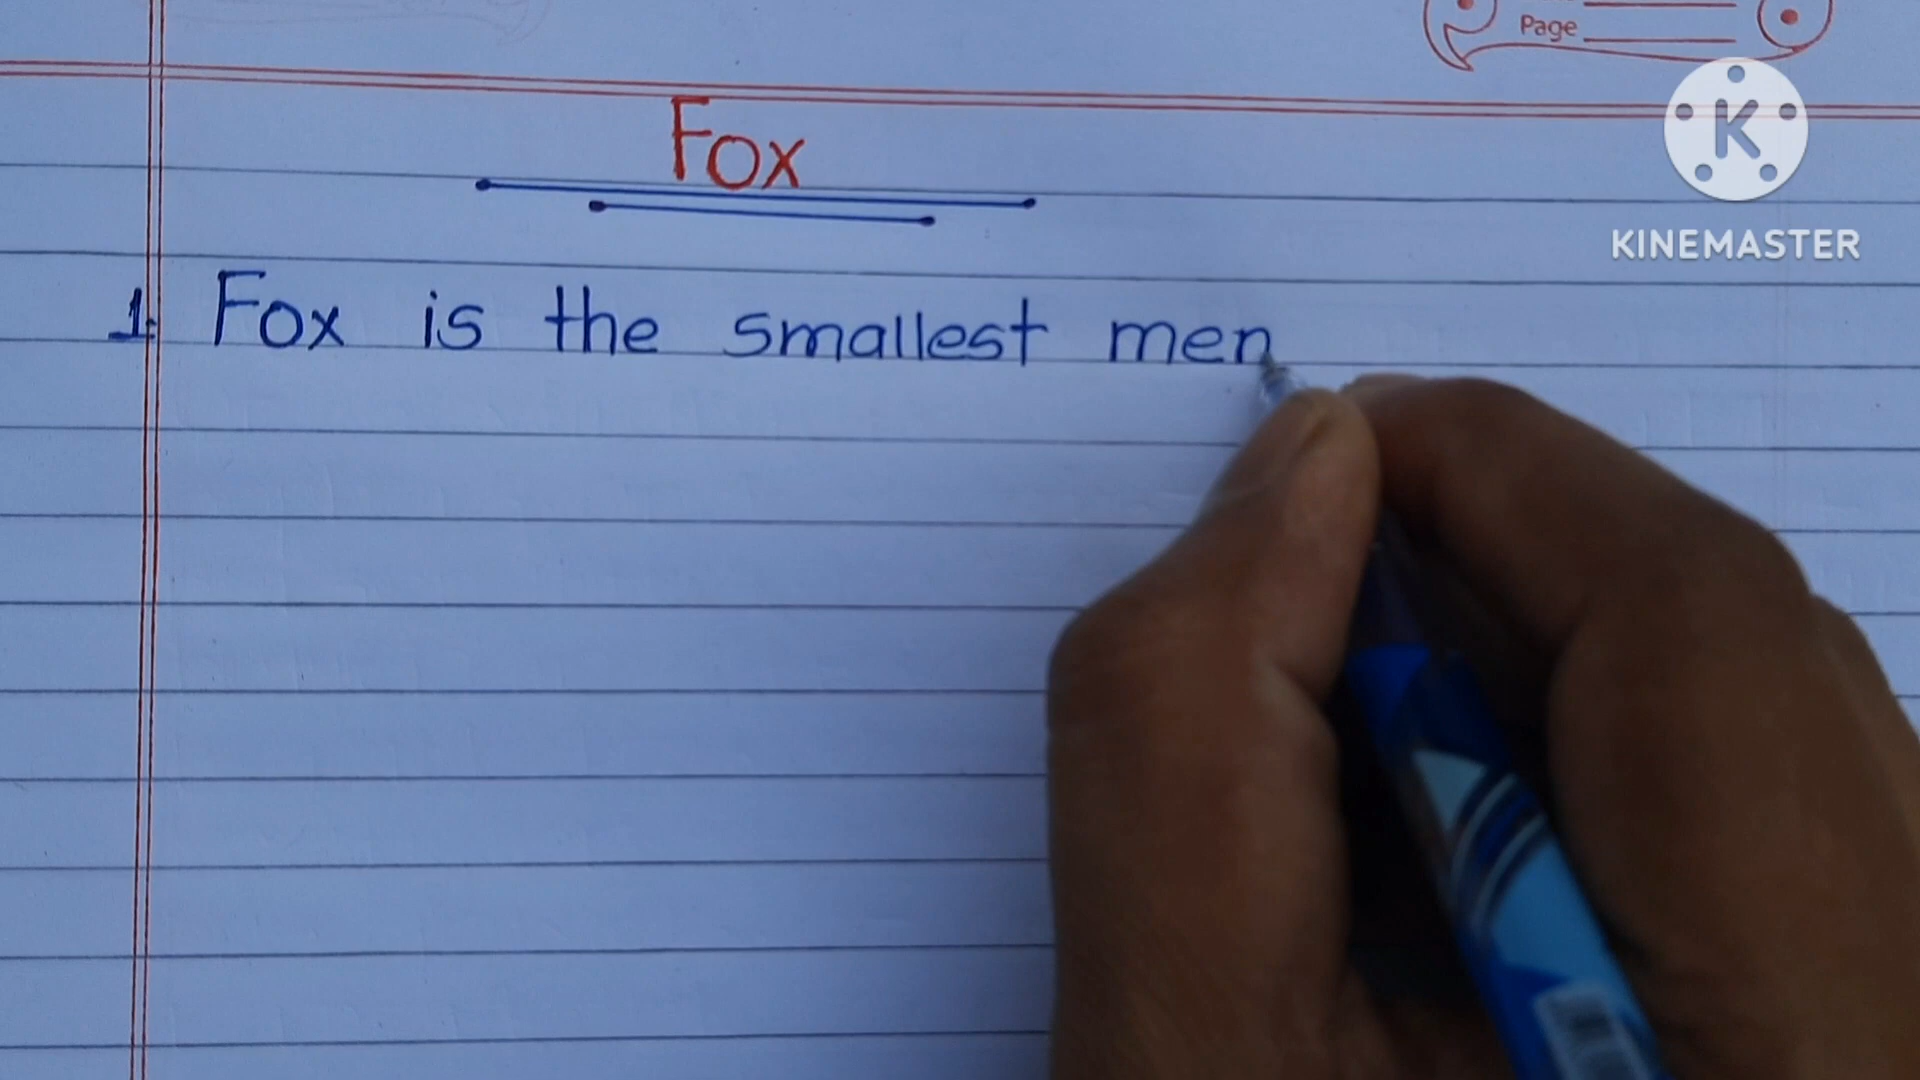 Page
Fox
KINEMASTER
1. Fox is the smallest men